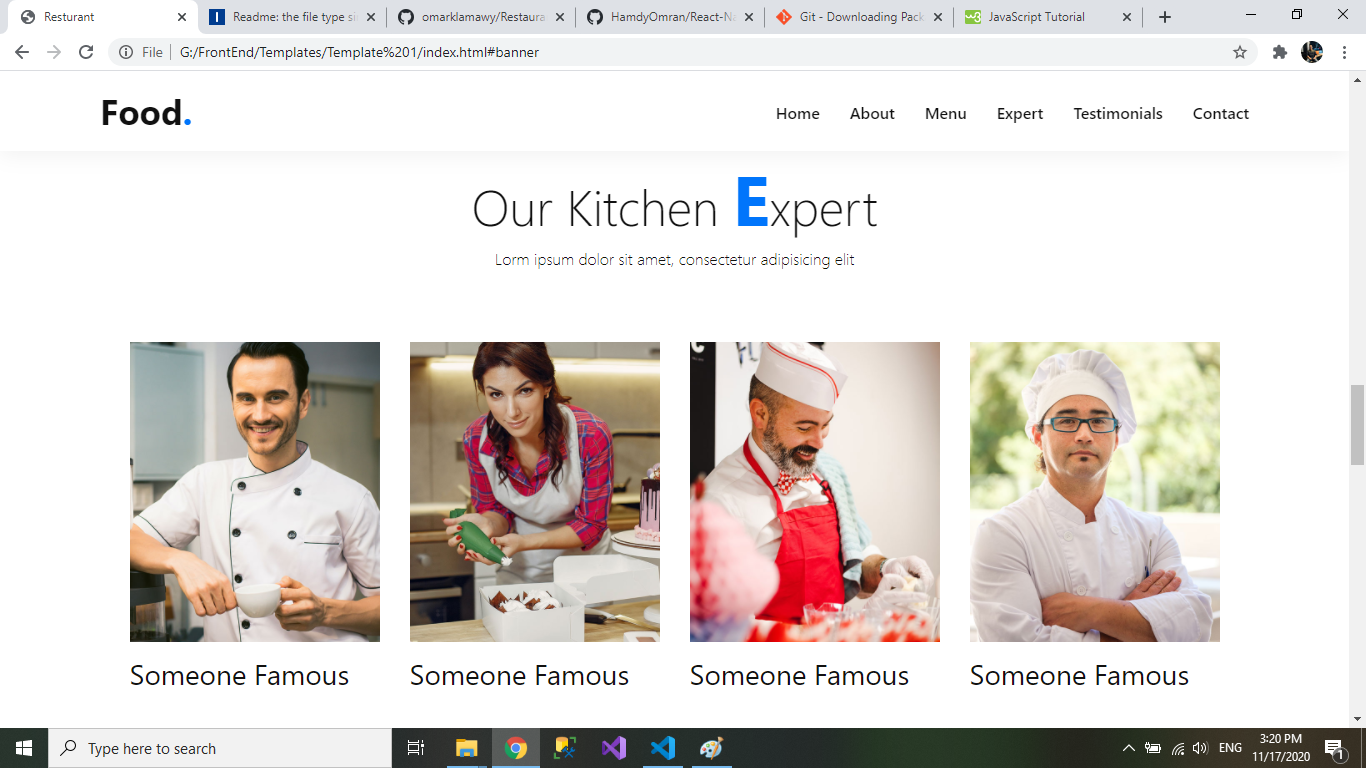 Resturant
Readme: the file type si
omarklamawy/Restaura
HamdyOmran/React-Na
Git - Downloading Pack
JavaScript Tutorial
File
G:/FrontEnd/Templates/Template%201/index.html#banner
Food.
Home
About
Menu
Expert
Testimonials
Contact
Our Kitchen Expert
Lorm ipsum dolor sit amet, consectetur adipisicing elit
Someone Famous
Someone Famous
Someone Famous
Someone Famous
Type here to search
ENG
3:20 PM
11/17/2020
1